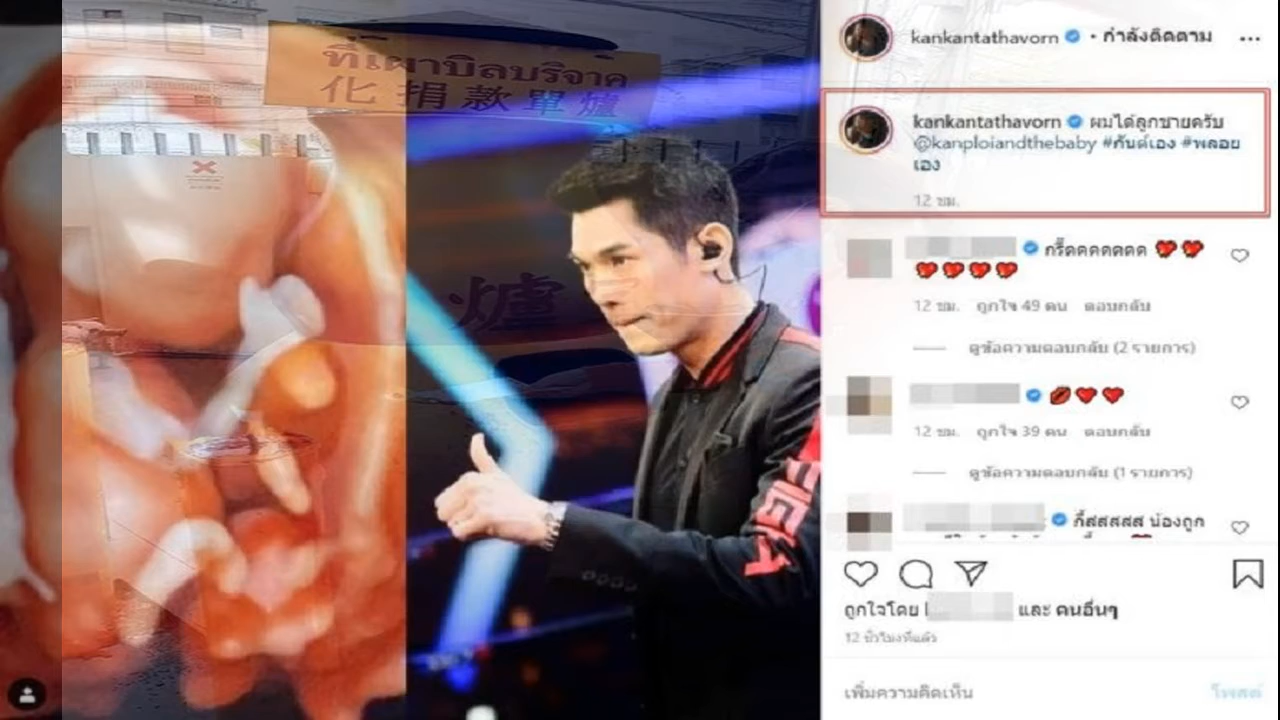 ที่เผาบิลบริจาค
化捐款單爐
爐
kankantathavorn • กำลังติดตาม
kankantathavorn ผมได้ลูกชายครับ
@kanploiandthebaby #กันต์เอง #พลอย
เอง
12 ชม.
กรี๊ดดดดดดด
12 ชม. ถูกใจ 49 คน ตอบกลับ
ดูข้อความตอบกลับ (2 รายการ)
12 ชม. ถูกใจ 39 คน ตอบกลับ
ดูข้อความตอบกลับ (1 รายการ)
กี๊สสสสส น้องถูก
ถูกใจโดย และ คนอื่นๆ
12 ชั่วโมงที่แล้ว
เพิ่มความคิดเห็น
โพสต์